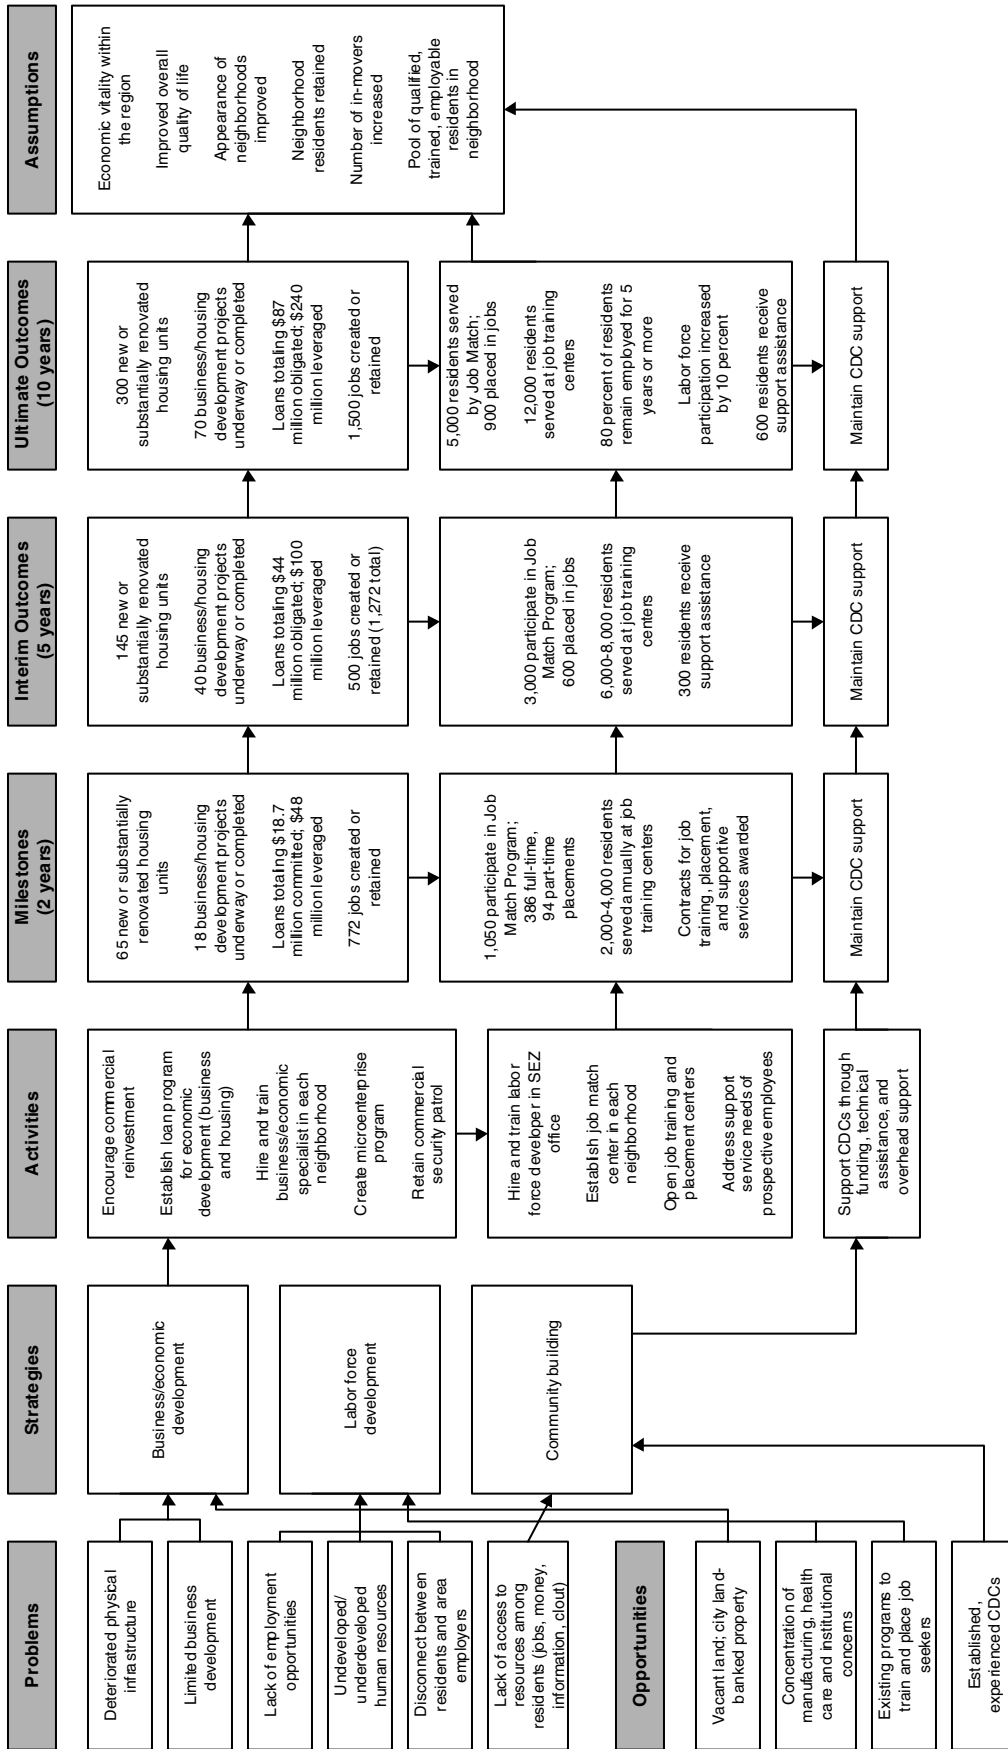 Problems
Deteriorated physical
infrastructure
Limited business
development
Lack of employment
opportunities
Undeveloped/
underdeveloped
human resources
Disconnect between
residents and area
employers
Lack of access to
resources among
residents (jobs, money,
information, clout)
Opportunities
Vacant land; city land-
banked property
Concentration of
manufacturing, health
care and institutional
concerns
Existing programs to
train and place job
seekers
Established,
experienced CDCs
Strategies
Business/economic
development
Labor force
development
Community building
Activities
Encourage commercial
reinvestment
Establish loan program
for economic
development (business
and housing)
Hire and train
business/economic
specialist in each
neighborhood
Create microenterprise
program
Retain commercial
security patrol
Hire and train labor
force developer in SEZ
office
Establish job match
center in each
neighborhood
Open job training and
placement centers
Address support
service needs of
prospective employees
Support CDCs through
funding, technical
assistance, and
overhead support
Milestones
(2 years)
65 new or substantially
renovated housing
units
18 business/housing
development projects
underway or completed
Loans totaling $18.7
million committed; $48
million leveraged
772 jobs created or
retained
1,050 participate in Job
Match Program;
386 full-time,
94 part-time
placements
2,000-4,000 residents
served annually at job
training centers
Contracts for job
training, placement,
and supportive
services awarded
Maintain CDC support
Interim Outcomes
(5 years)
145 new or
substantially renovated
housing units
40 business/housing
development projects
underway or completed
Loans totaling $44
million obligated; $100
million leveraged
500 jobs created or
retained (1,272 total)
3,000 participate in Job
Match Program;
600 placed in jobs
6,000-8,000 residents
served at job training
centers
300 residents receive
support assistance
Maintain CDC support
Ultimate Outcomes
(10 years)
300 new or
substantially renovated
housing units
70 business/housing
development projects
underway or completed
Loans totaling $87
million obligated; $240
million leveraged
1,500 jobs created or
retained
5,000 residents served
by Job Match;
900 placed in jobs
12,000 residents
served at job training
centers
80 percent of residents
remain employed for 5
years or more
Labor force
participation increased
by 10 percent
600 residents receive
support assistance
Maintain CDC support
Assumptions
Economic vitality within
the region
Improved overall
quality of life
Appearance of
neighborhoods
improved
Neighborhood
residents retained
Number of in-movers
increased
Pool of qualified,
trained, employable
residents in
neighborhood